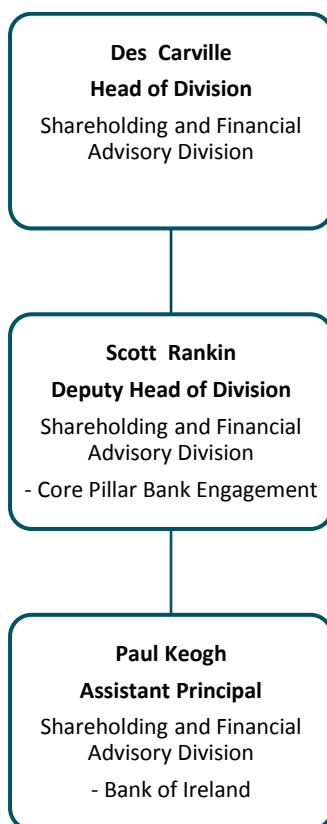 Des Carville
Head of Division
Shareholding and Financial
Advisory Division
Scott Rankin
Deputy Head of Division
Shareholding and Financial
Advisory Division
- Core Pillar Bank Engagement
Paul Keogh
Assistant Principal
Shareholding and Financial
Advisory Division
- Bank of Ireland